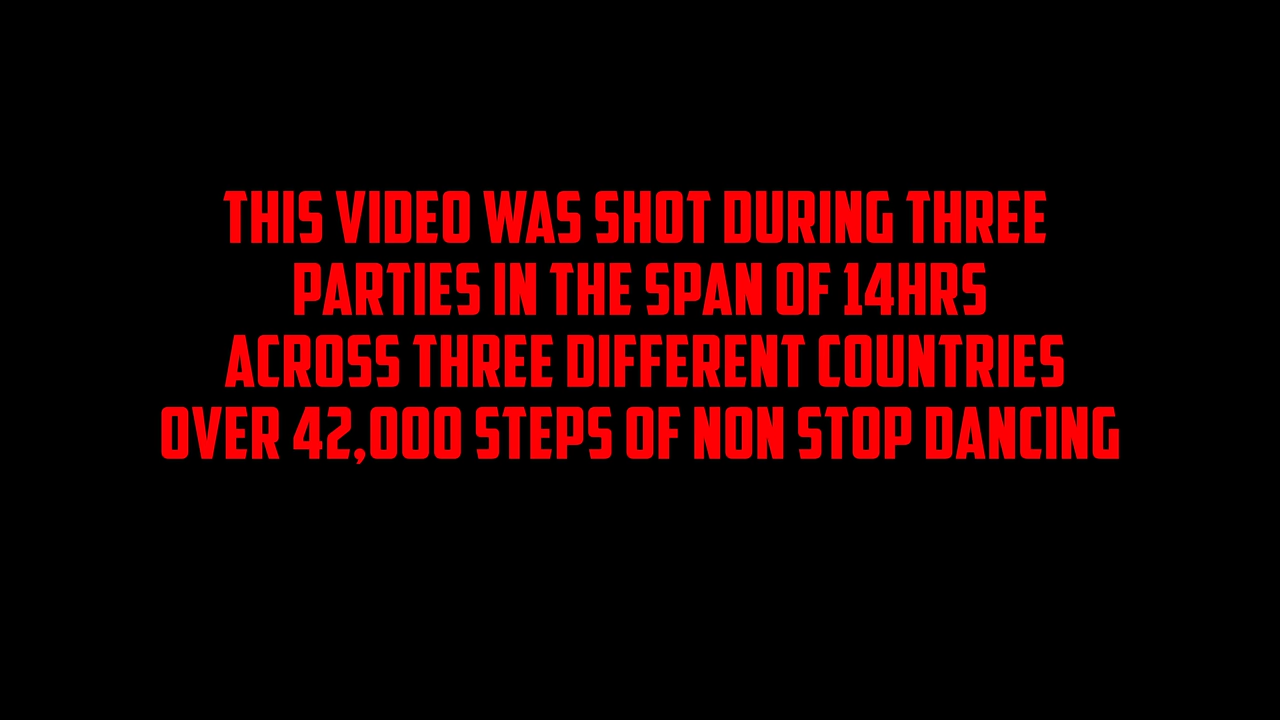 THIS VIDEO WAS SHOT DURING THREE
PARTIES IN THE SPAN OF 14HRS
ACROSS THREE DIFFERENT COUNTRIES
OVER 42,000 STEPS OF NON STOP DANCING